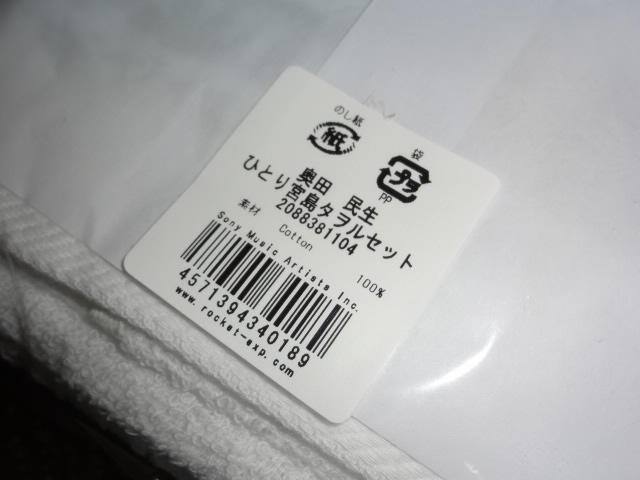 のし紙
紙
袋
プラ
PP
奥田 民生
ひとり宮島タヲルセット
2088381104
素材 Cotton 100%
Sony Music Artists Inc.
4571394340189
www.rocket-exp.com